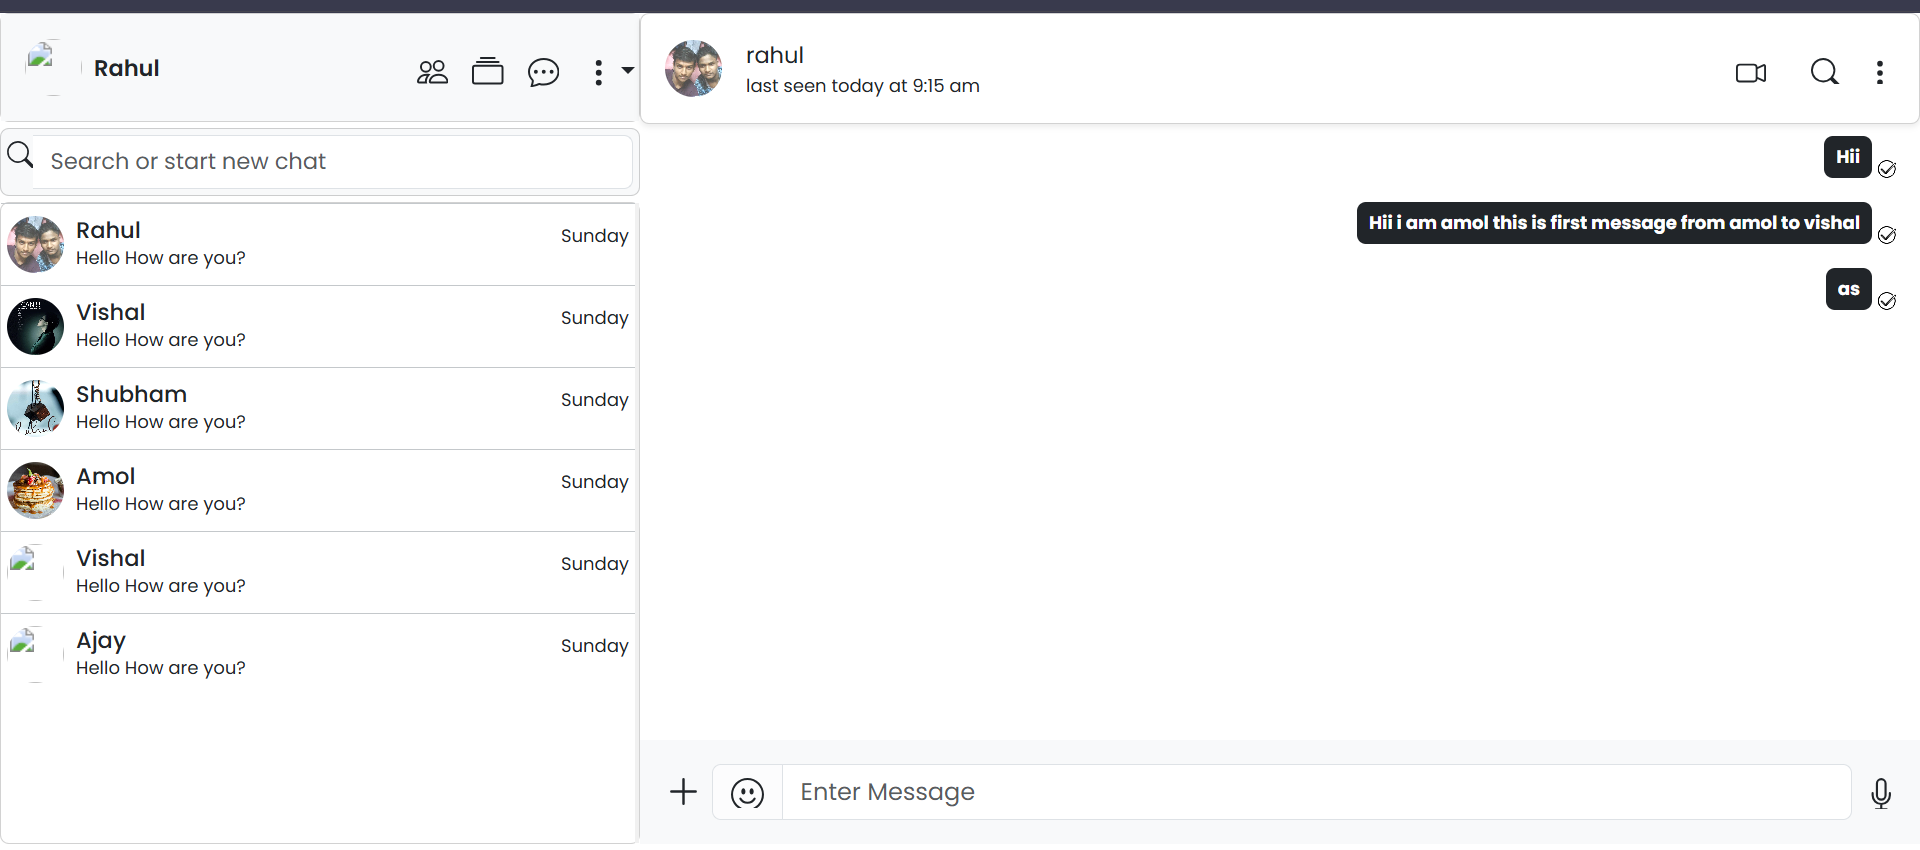 Rahul
Search or start new chat
Rahul
Sunday
Hello How are you?
Vishal
Sunday
Hello How are you?
Shubham
Sunday
Hello How are you?
Amol
Sunday
Hello How are you?
Vishal
Sunday
Hello How are you?
Ajay
Sunday
Hello How are you?
rahul
last seen today at 9:15 am
Hii
Hii i am amol this is first message from amol to vishal
as
Enter Message